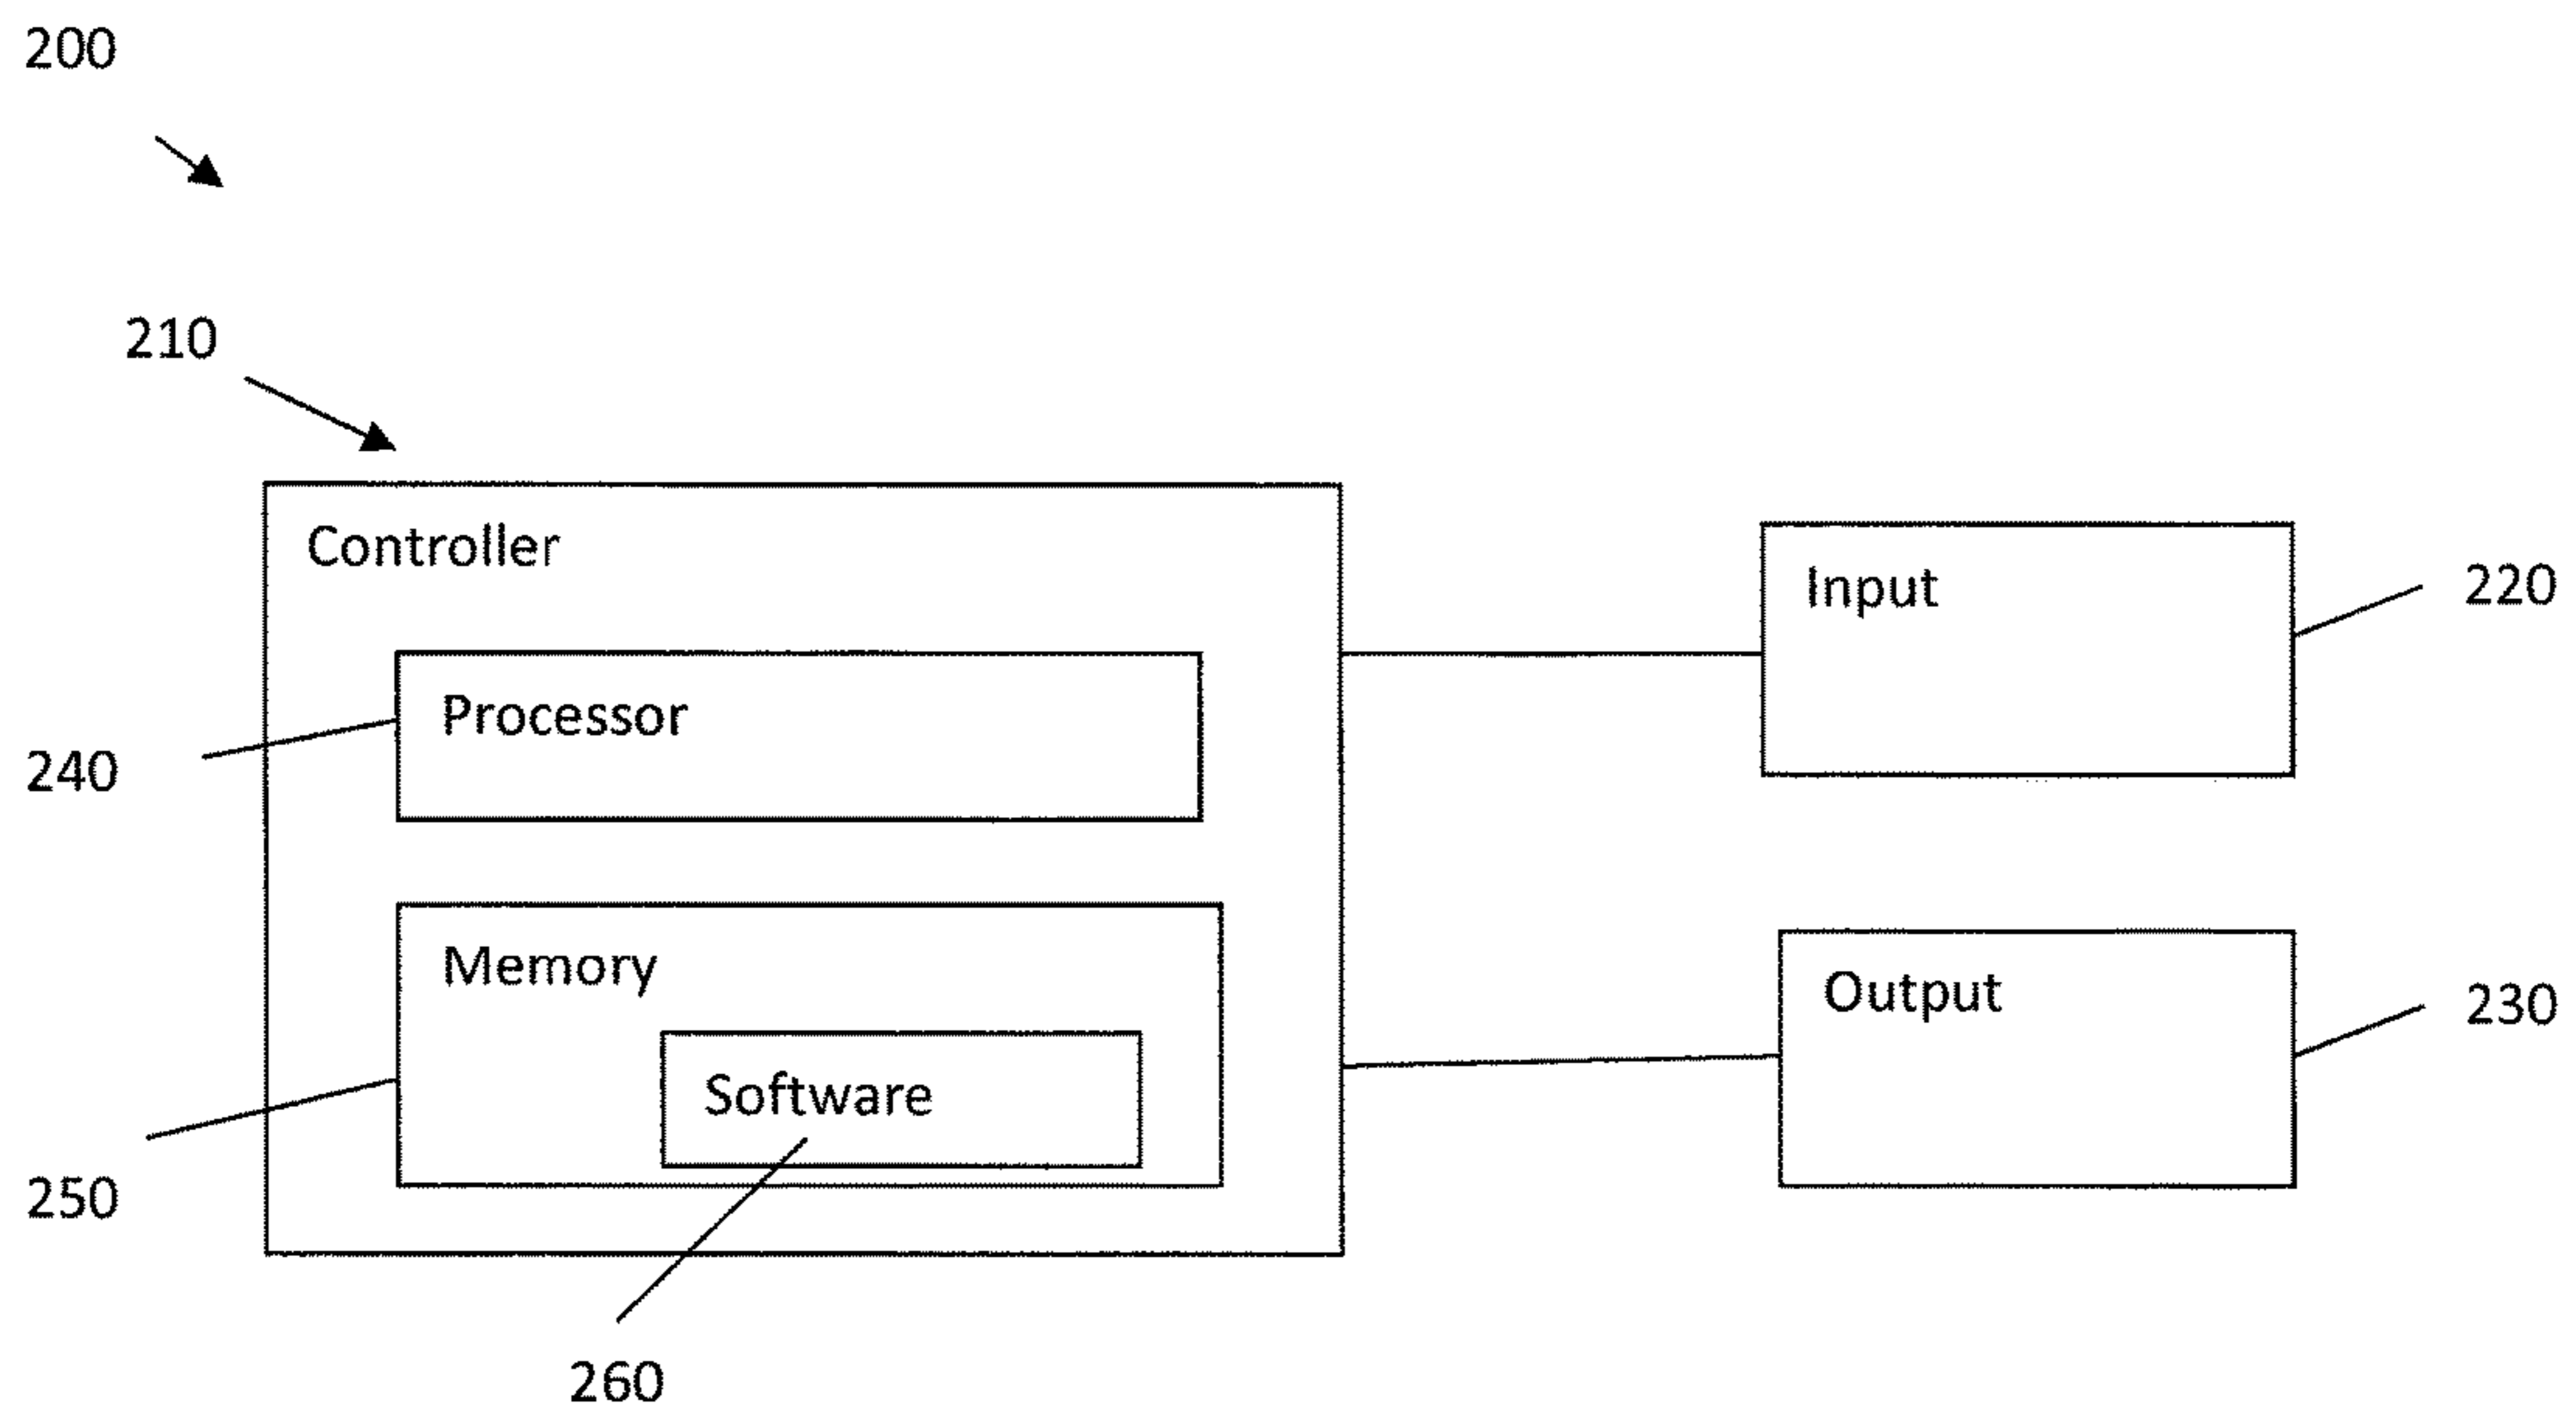 200
210
Controller
Input
220
Processor
240
Memory
Output
230
Software
250
260